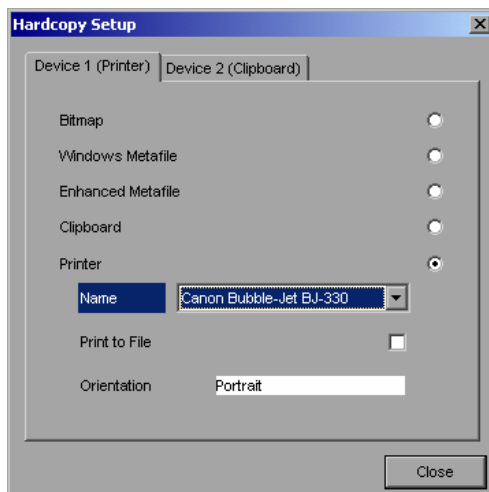 Hardcopy Setup
Device 1 (Printer) Device 2 (Clipboard)
Bitmap
Windows Metafile
Enhanced Metafile
Clipboard
Printer
Name Canon Bubble-Jet BJ-330
Print to File
Orientation Portrait
Close